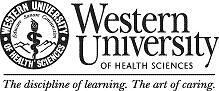 WESTERN UNIVERSITY
OF HEALTH SCIENCES
Western
University
OF HEALTH SCIENCES
The discipline of learning. The art of caring.